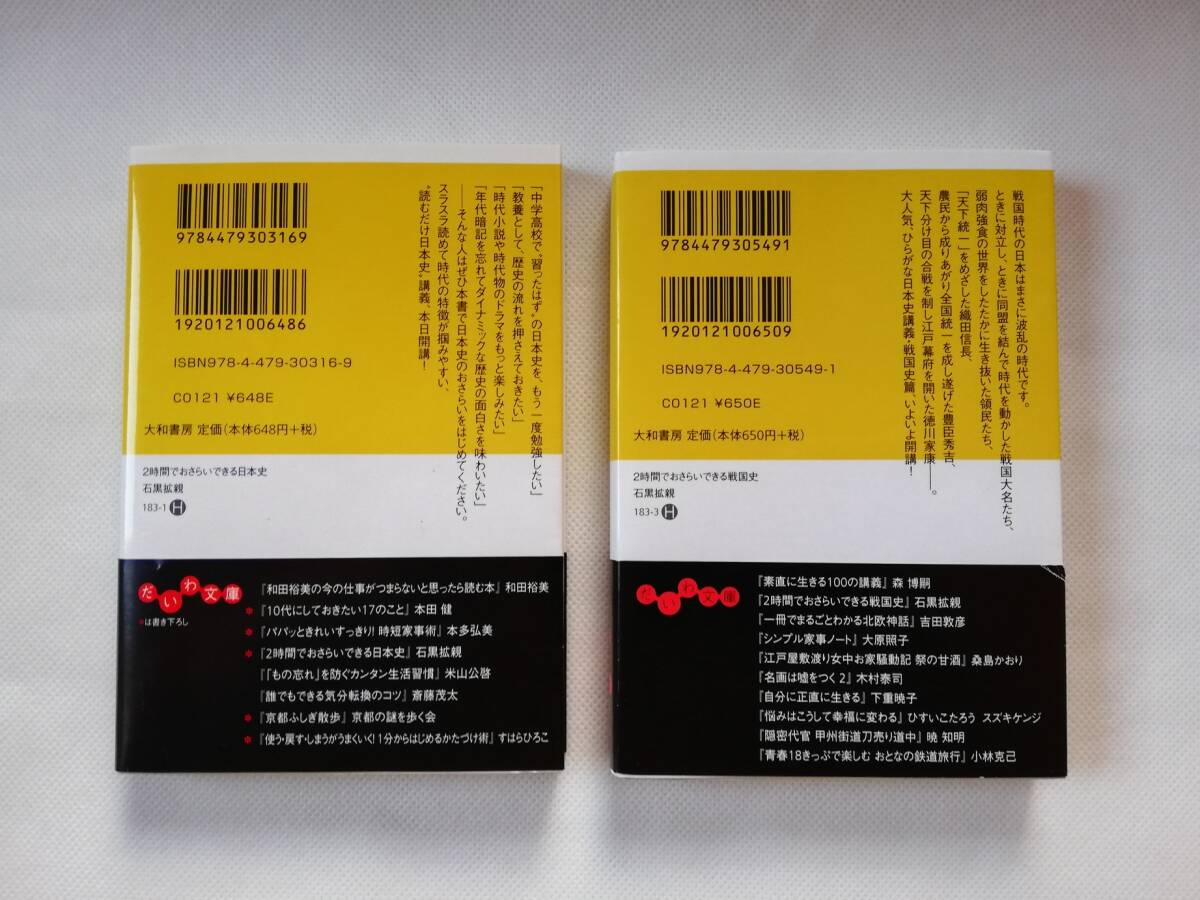 9784479303169
1920121006486
ISBN978-4-479-30316-9
C0121 ¥648E
大和書房 定価(本体648円+税)
「中学高校で“習ったはず”の日本史を、もう一度勉強したい」
「教養として、歴史の流れを押さえておきたい」
「時代小説や時代物のドラマをもっと楽しみたい」
「年代暗記を忘れてダイナミックな歴史の面白さを味わいたい」
――そんな人はぜひ本書で日本史のおさらいをはじめてください。
スラスラ読めて時代の特徴が掴みやすい、
“読むだけ日本史”講義、本日開講!
2時間でおさらいできる日本史
石黒拡親
183-1 H
だいわ文庫
*は書き下ろし
『和田裕美の今の仕事がつまらないと思ったら読む本』 和田裕美
*『10代にしておきたい17のこと』 本田 健
*『パパッときれいすっきり! 時短家事術』 本多弘美
*『2時間でおさらいできる日本史』 石黒拡親
『「もの忘れ」を防ぐカンタン生活習慣』 米山公啓
『誰でもできる気分転換のコツ』 斎藤茂太
*『京都ふしぎ散歩』 京都の謎を歩く会
*『使う・戻す・しまうがうまくいく! 1分からはじめるかたづけ術』 すはらひろこ
9784479305491
1920121006509
ISBN978-4-479-30549-1
C0121 ¥650E
大和書房 定価(本体650円+税)
戦国時代の日本はまさに波乱の時代です。
ときに対立し、ときに同盟を結んで時代を動かした戦国大名たち、
弱肉強食の世界をしたたかに生き抜いた領民たち、
「天下統一」をめざした織田信長、
農民から成りあがり全国統一を成し遂げた豊臣秀吉、
天下分け目の合戦を制し江戸幕府を開いた徳川家康――。
大人気、ひらがな日本史講義・戦国史篇、いよいよ開講!
2時間でおさらいできる戦国史
石黒拡親
183-3 H
だいわ文庫
『素直に生きる100の講義』 森 博嗣
『2時間でおさらいできる戦国史』 石黒拡親
『一冊でまるごとわかる北欧神話』 吉田敦彦
『シンプル家事ノート』 大原照子
『江戸屋敷渡り女中お家騒動記 祭の甘酒』 桑島かおり
『名画は嘘をつく2』 木村泰司
『自分に正直に生きる』 下重暁子
『悩みはこうして幸福に変わる』 ひすいこたろう スズキケンジ
『隠密代官 甲州街道刀売り道中』 暁 知明
『青春18きっぷで楽しむ おとなの鉄道旅行』 小林克己